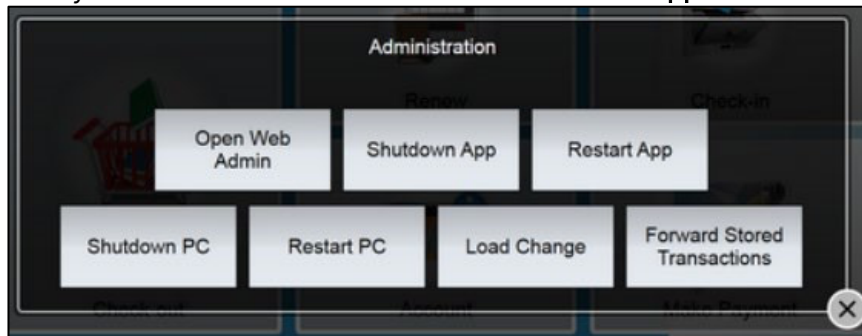 Administration
Renew
Check-in
Open Web
Admin
Shutdown App
Restart App
Shutdown PC
Restart PC
Load Change
Forward Stored
Transactions
Check out
Account
Make Payment